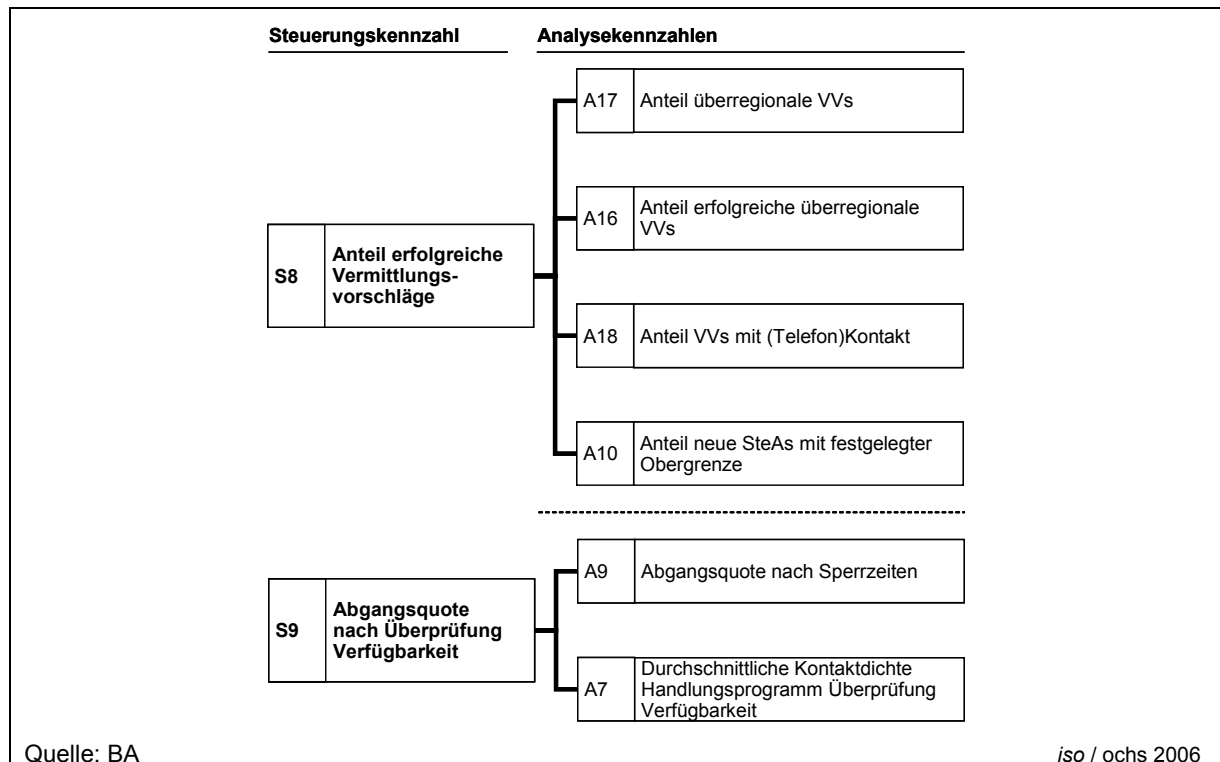 Steuerungskennzahl
Analysekennzahlen
A17
Anteil überregionale VVs
A16
Anteil erfolgreiche überregionale
VVs
S8
Anteil erfolgreiche
Vermittlungs-
vorschläge
A18
Anteil VVs mit (Telefon)Kontakt
A10
Anteil neue SteAs mit festgelegter
Obergrenze
A9
Abgangsquote nach Sperrzeiten
S9
Abgangsquote
nach Überprüfung
Verfügbarkeit
A7
Durchschnittliche Kontaktdichte
Handlungsprogramm Überprüfung
Verfügbarkeit
Quelle: BA
iso / ochs 2006